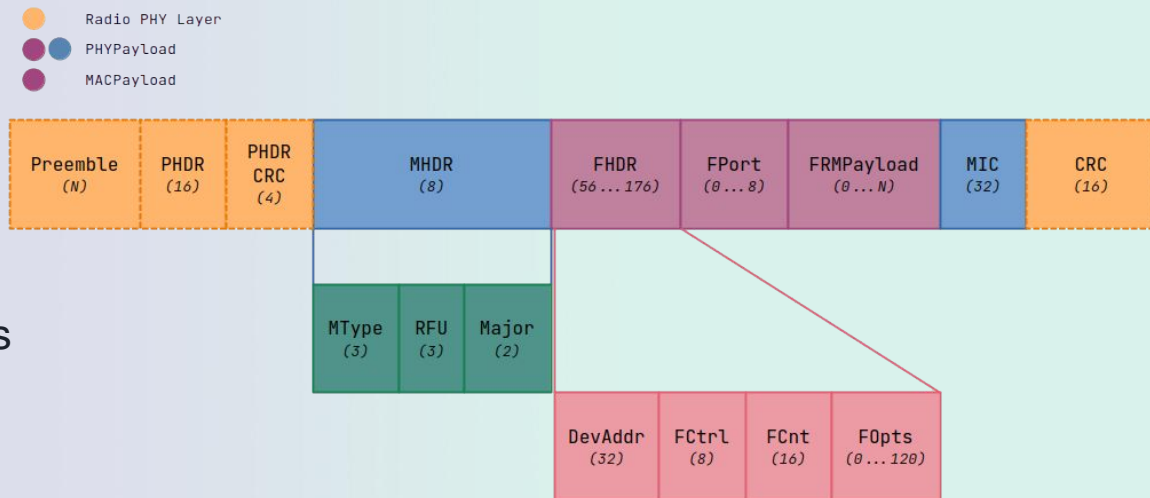 Radio PHY Layer
PHYPayload
MACPayload
Preemble
(N)
PHDR
(16)
PHDR
CRC
(4)
MHDR
(8)
FHDR
(56...176)
FPort
(0...8)
FRMPayload
(0...N)
MIC
(32)
CRC
(16)
s
MType
(3)
RFU
(3)
Major
(2)
DevAddr
(32)
FCtrl
(8)
FCnt
(16)
FOpts
(0...120)